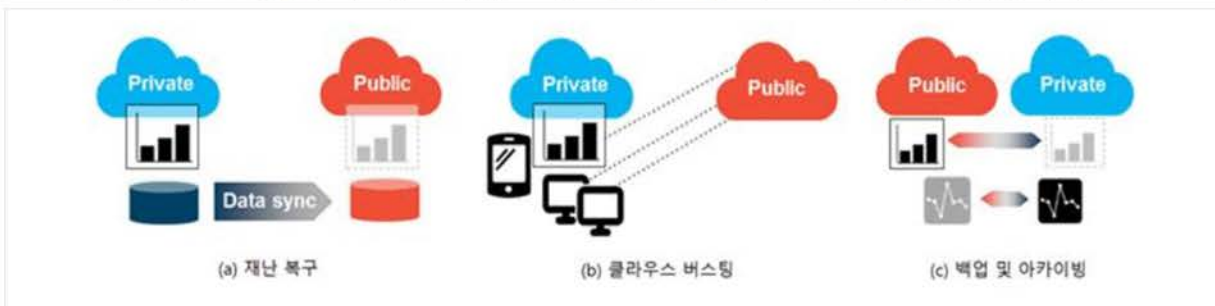 Private
Public
Data sync
(a) 재난 복구
Private
Public
(b) 클라우스 버스팅
Public
Private
(c) 백업 및 아카이빙